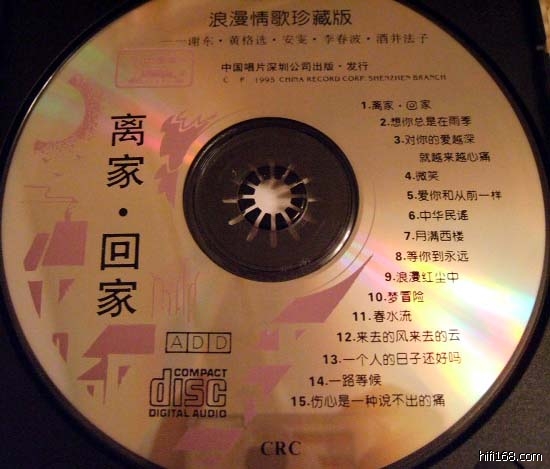 浪漫情歌珍藏版
——谢东·黄格选·安雯·李春波·酒井法子
中国唱片深圳公司出版·发行
C P 1995 CHINA RECORD CORP. SHENZHEN BRANCH
离家·回家
1.离家·回家
2.想你总是在雨季
3.对你的爱越深
就越来越心痛
4.微笑
5.爱你和从前一样
6.中华民谣
7.月满西楼
8.等你到永远
9.浪漫红尘中
10.梦冒险
11.春水流
12.来去的风来去的云
13.一个人的日子还好吗
14.一路等候
15.伤心是一种说不出的痛
ADD
COMPACT
disc
DIGITAL AUDIO
CRC
hifi168.com